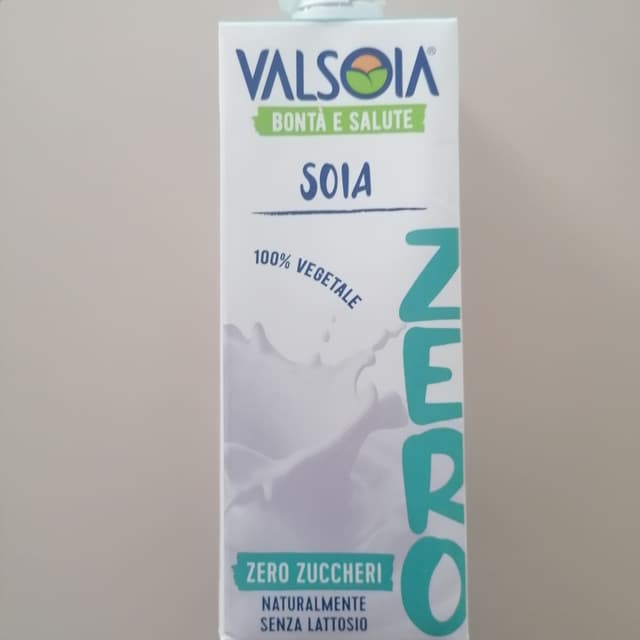 VALSOIA®
BONTÀ E SALUTE
SOIA
100% VEGETALE
ZERO
ZERO ZUCCHERI
NATURALMENTE
SENZA LATTOSIO